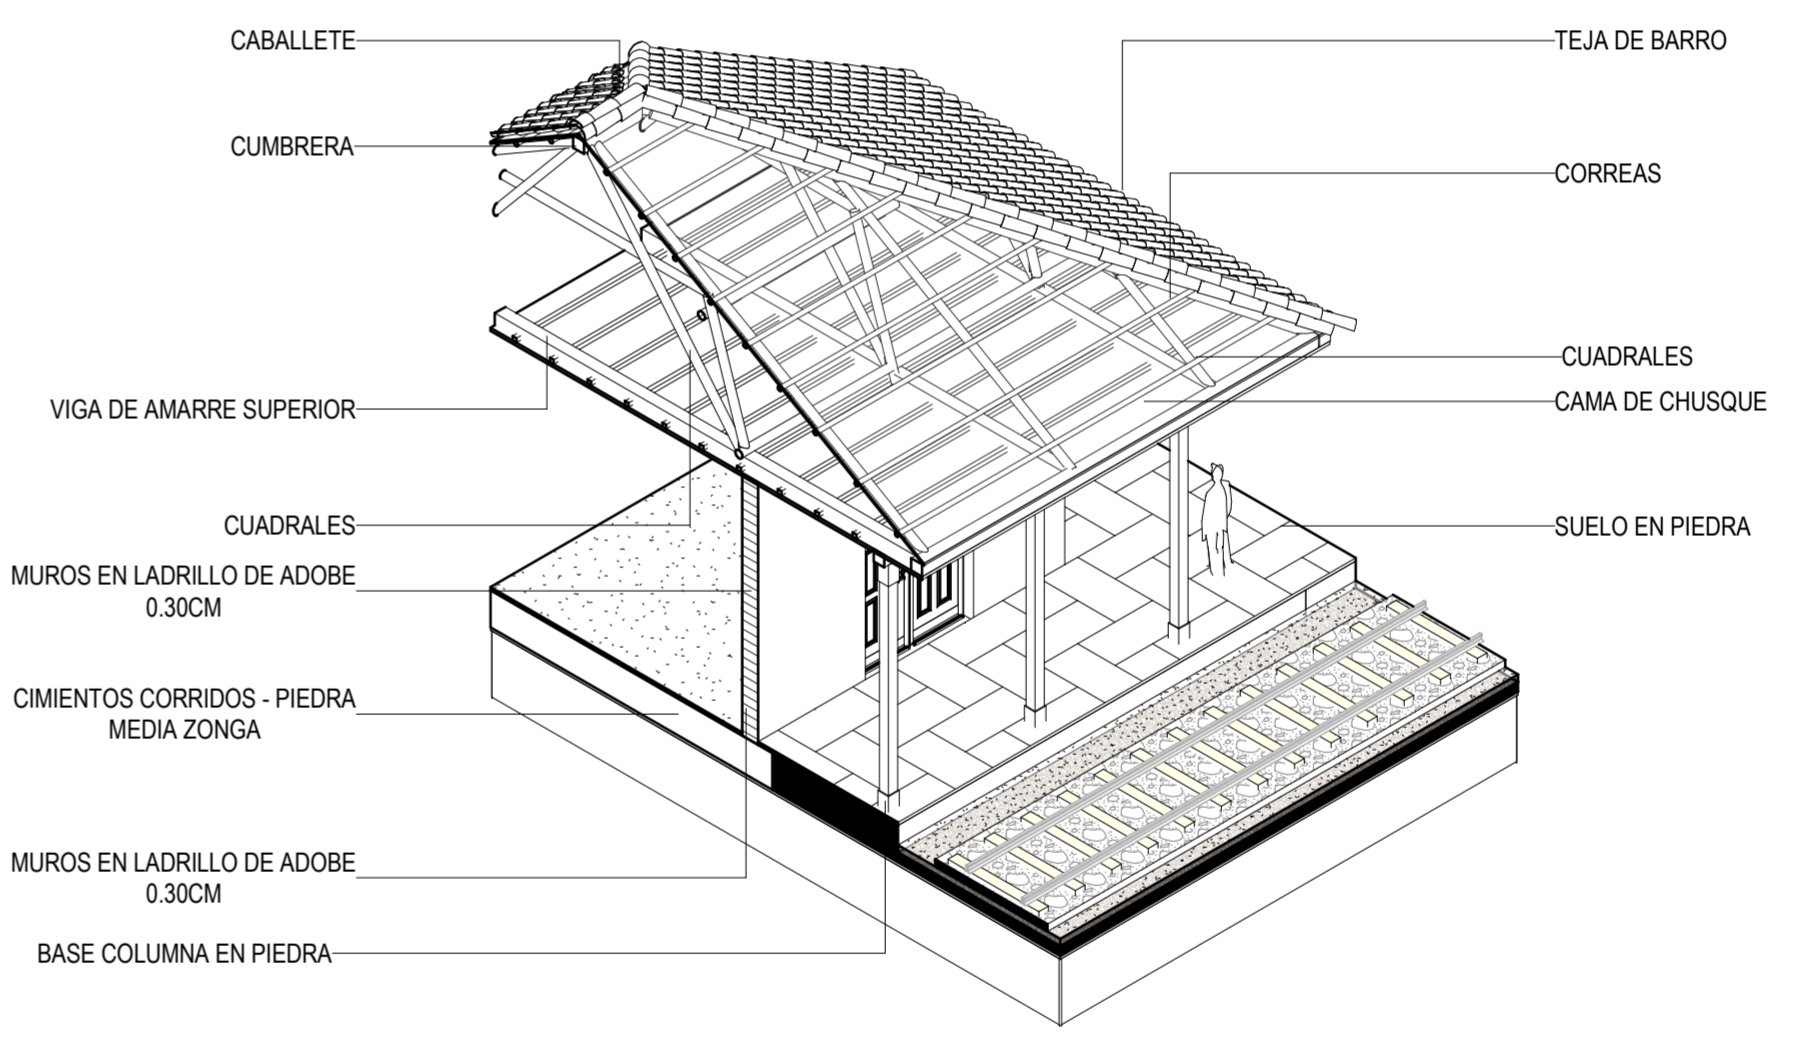 CABALLETE
TEJA DE BARRO
CUMBRERA
CORREAS
CUADRALES
CAMA DE CHUSQUE
VIGA DE AMARRE SUPERIOR
CUADRALES
SUELO EN PIEDRA
MUROS EN LADRILLO DE ADOBE
0.30CM
CIMIENTOS CORRIDOS - PIEDRA
MEDIA ZONGA
MUROS EN LADRILLO DE ADOBE
0.30CM
BASE COLUMNA EN PIEDRA